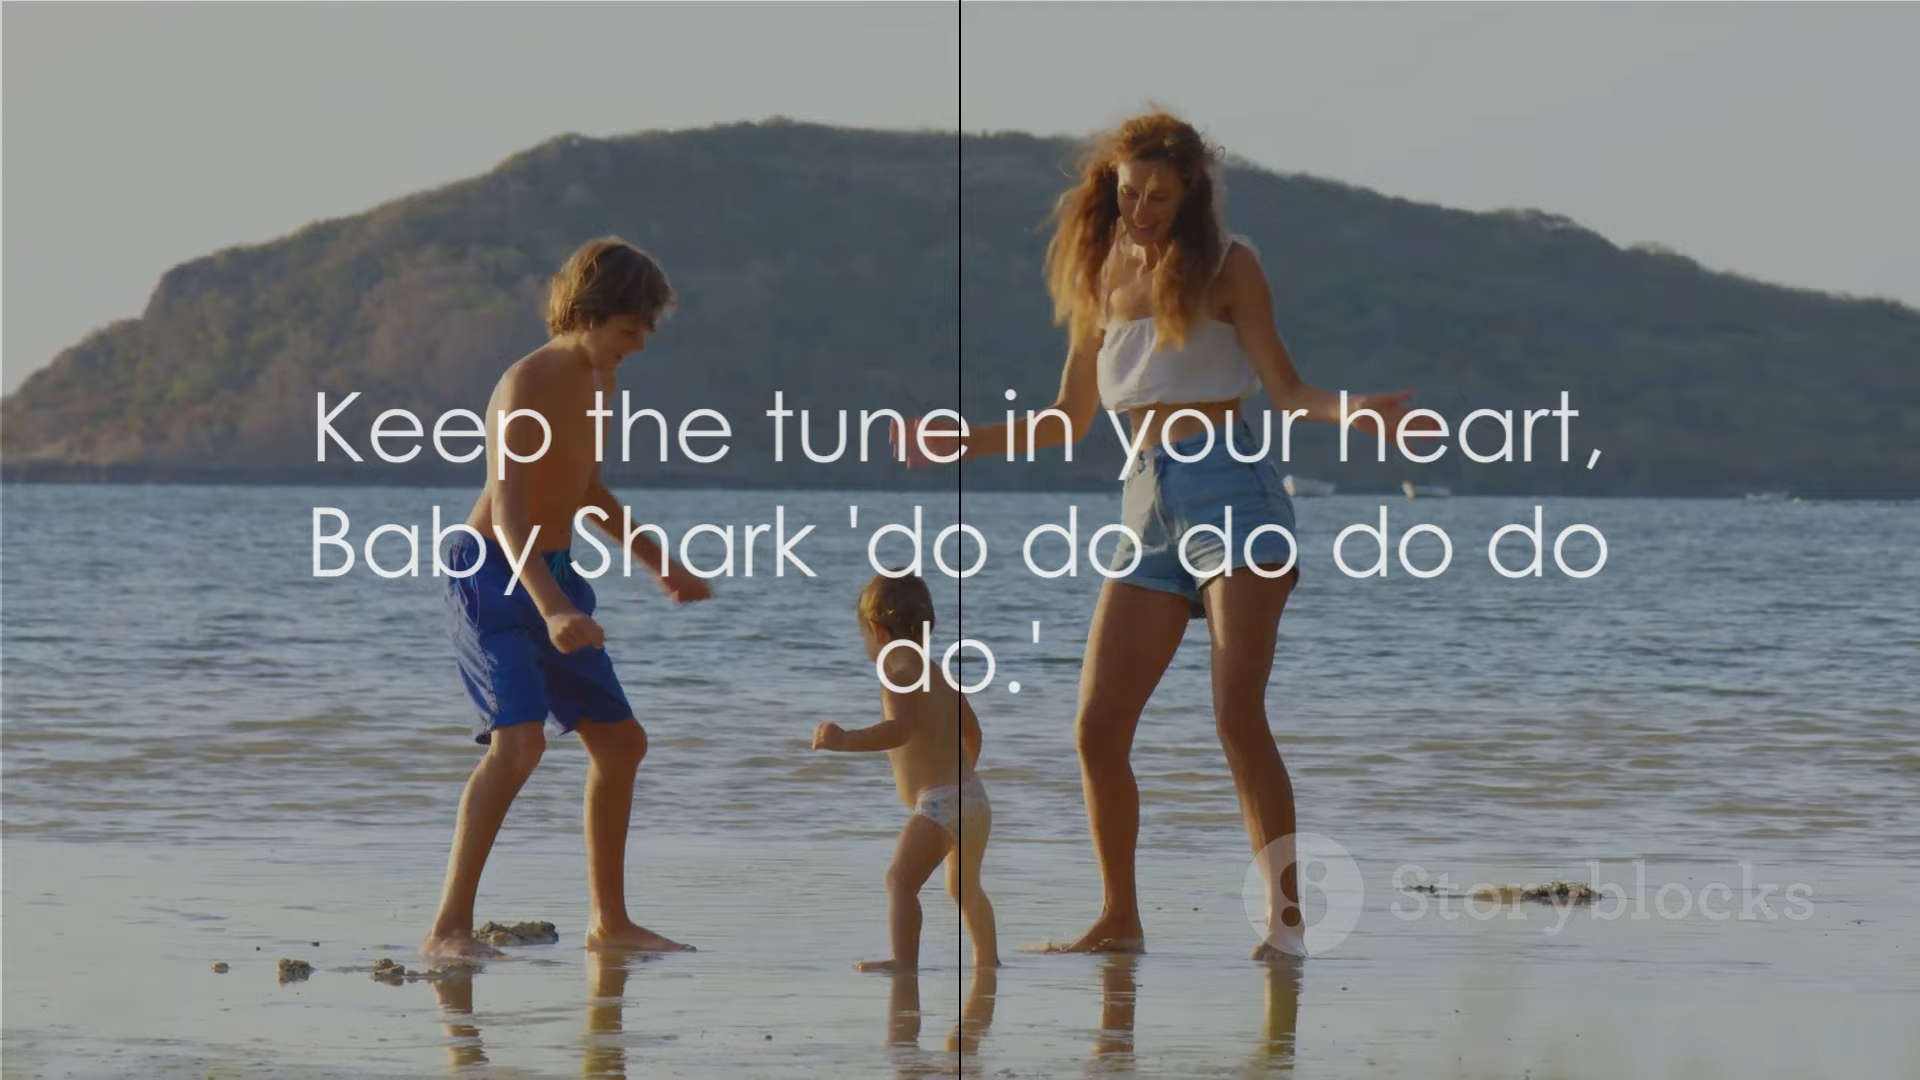 Keep the tune in your heart,
Baby Shark 'do do do do do
do.'
Storyblocks